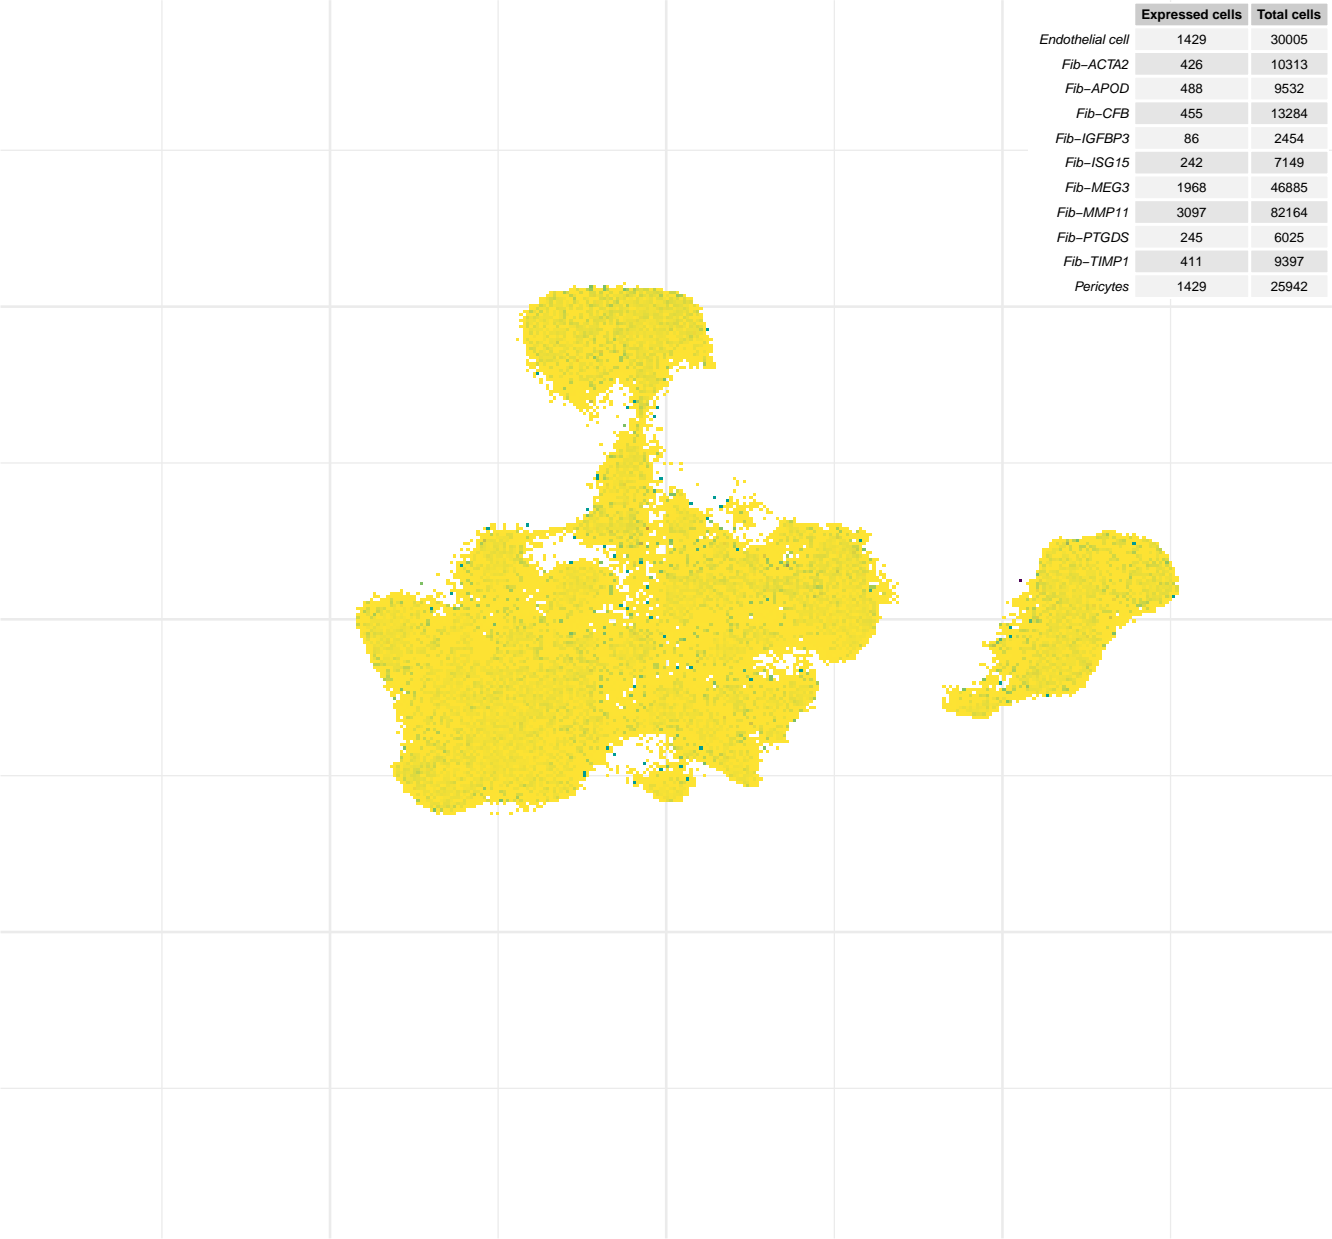 Expressed cells Total cells
Endothelial cell 1429 30005
Fib−ACTA2 426 10313
Fib−APOD 488 9532
Fib−CFB 455 13284
Fib−IGFBP3 86 2454
Fib−ISG15 242 7149
Fib−MEG3 1968 46885
Fib−MMP11 3097 82164
Fib−PTGDS 245 6025
Fib−TIMP1 411 9397
Pericytes 1429 25942